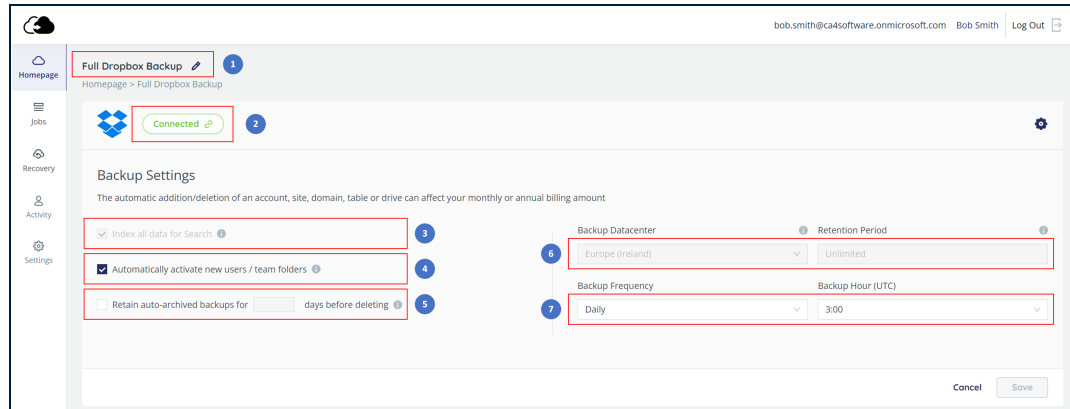 bob.smith@ca4software.onmicrosoft.com Bob Smith Log Out
Homepage
Jobs
Recovery
Activity
Settings
Full Dropbox Backup 1
Homepage > Full Dropbox Backup
Connected 2
Backup Settings
The automatic addition/deletion of an account, site, domain, table or drive can affect your monthly or annual billing amount
Index all data for Search 3
Automatically activate new users / team folders 4
Retain auto-archived backups for days before deleting 5
Backup Datacenter Retention Period
6 Europe (Ireland) Unlimited
Backup Frequency Backup Hour (UTC)
7 Daily 3:00
Cancel Save